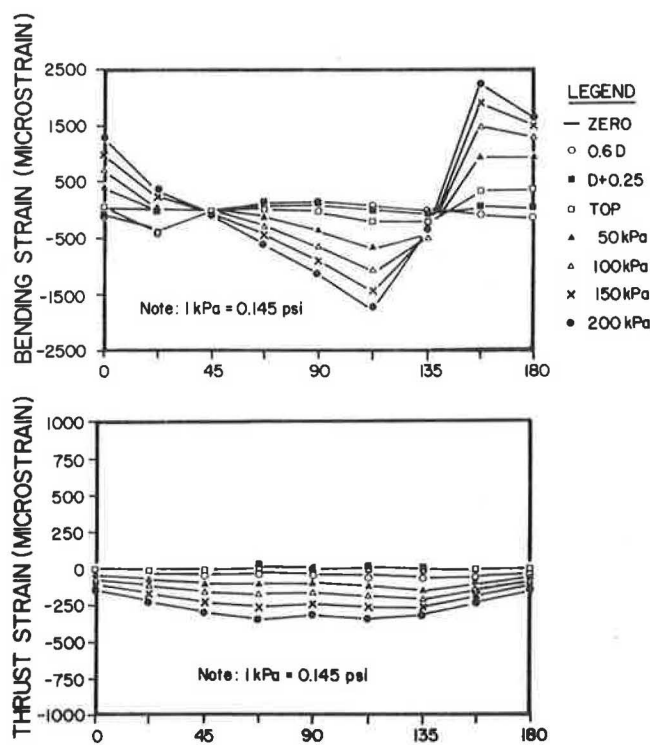 BENDING STRAIN (MICROSTRAIN)
2500
1500
500
-500
-1500
-2500
Note: 1 kPa = 0.145 psi
0 45 90 135 180
LEGEND
ZERO
0.6 D
D+0.25
TOP
50 kPa
100 kPa
150 kPa
200 kPa
THRUST STRAIN (MICROSTRAIN)
1000
750
500
250
0
-250
-500
-750
-1000
Note: 1 kPa = 0.145 psi
0 45 90 135 180